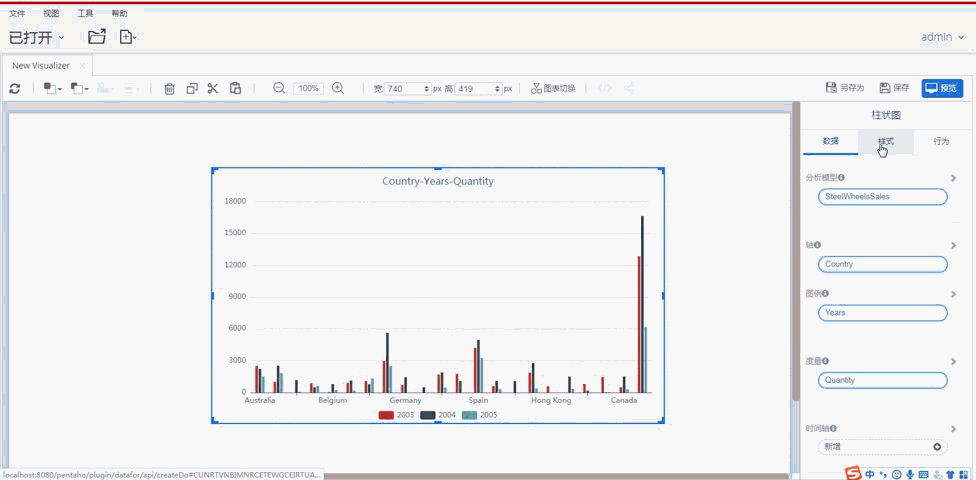 文件 视图 工具 帮助
已打开
admin
New Visualizer ×
100% 宽 740 px 高 419 px 图表切换 另存为 保存 预览
柱状图
数据 样式 行为
分析模型
SteelWheelsSales
轴
Country
图例
Years
度量
Quantity
时间轴
新增
Country-Years-Quantity
18000
15000
12000
9000
6000
3000
0
Australia Belgium Germany Spain Hong Kong Canada
2003 2004 2005
localhost:8080/pentaho/plugin/datafor/api/createDo#CUNRTVNBIMNRCETEWGCEIRTUA...
S 中